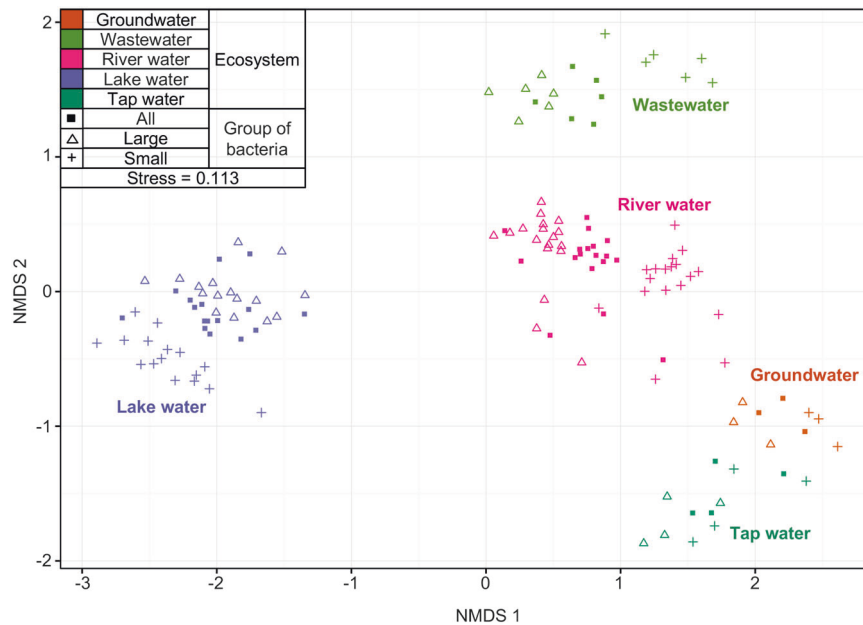 Groundwater
Wastewater
River water
Lake water
Tap water
Ecosystem
All
Large
Small
Group of
bacteria
Stress = 0.113
Wastewater
River water
Groundwater
Lake water
Tap water
2
1
0
-1
-2
NMDS 2
-3
-2
-1
0
1
2
NMDS 1